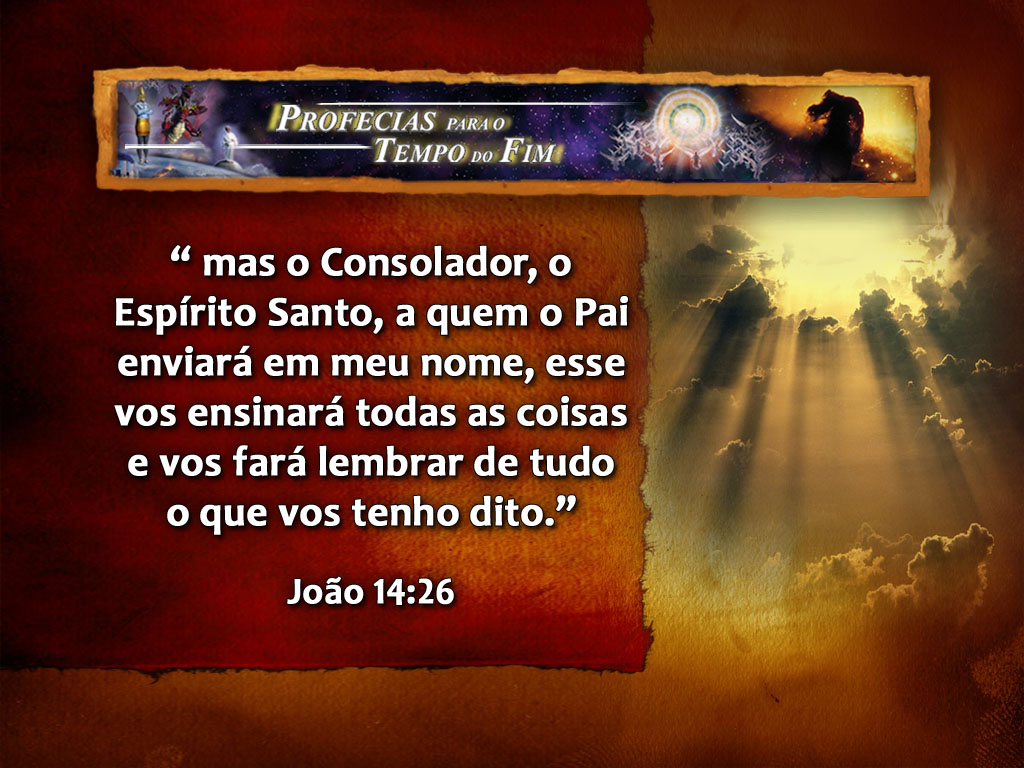 PROFECIAS PARA O
TEMPO DO FIM
“ mas o Consolador, o
Espírito Santo, a quem o Pai
enviará em meu nome, esse
vos ensinará todas as coisas
e vos fará lembrar de tudo
o que vos tenho dito.”
João 14:26